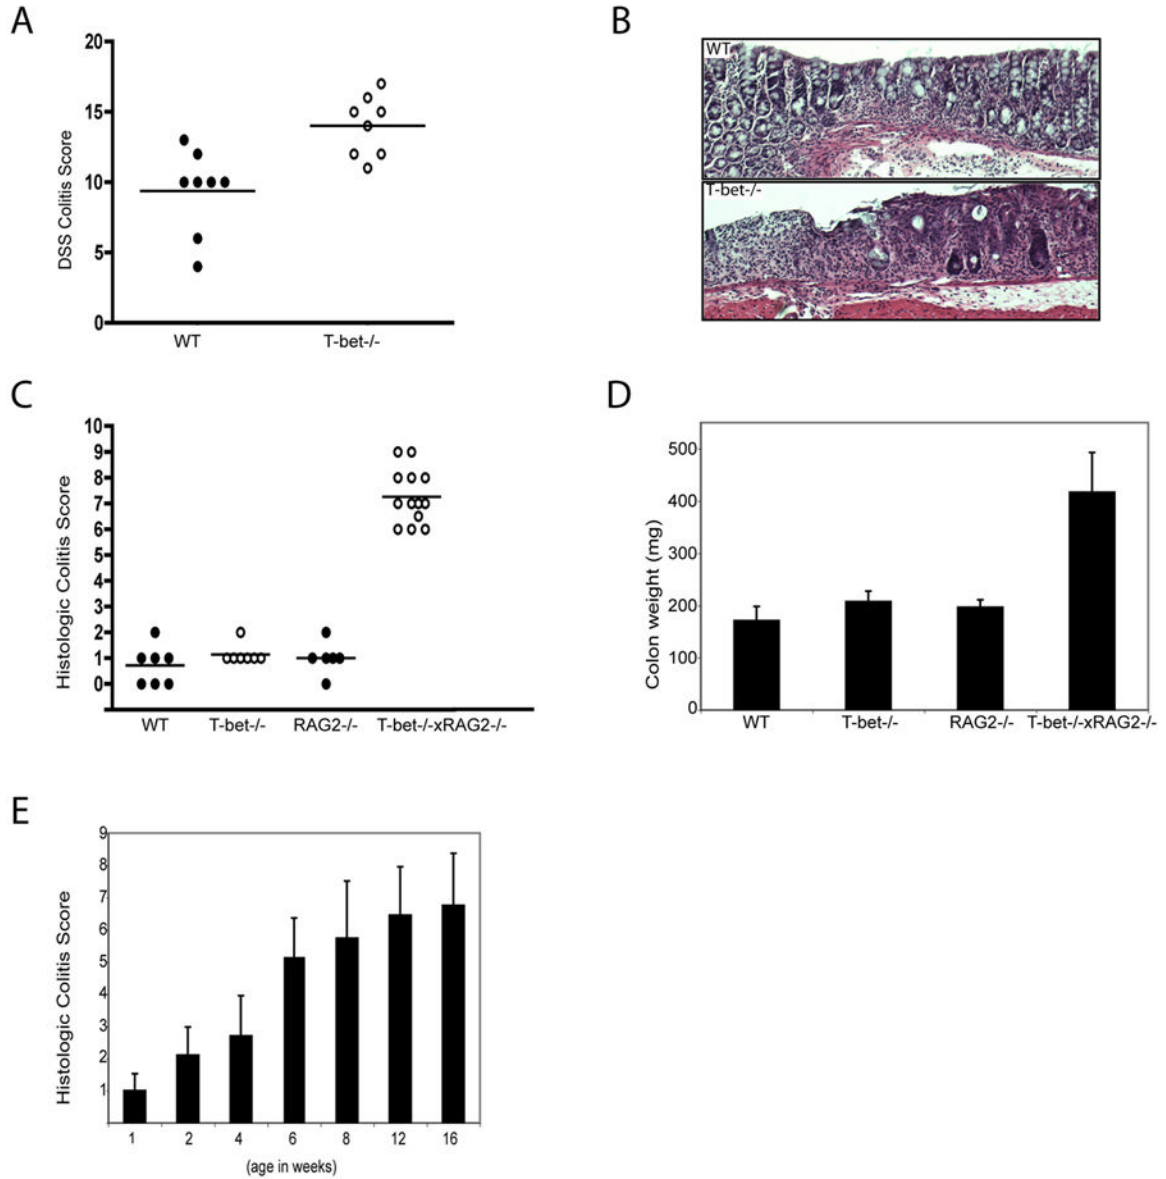 A
20
15
10
5
0
DSS Colitis Score
WT
T-bet-/-
B
WT
T-bet-/-
C
10
9
8
7
6
5
4
3
2
1
0
Histologic Colitis Score
WT
T-bet-/-
RAG2-/-
T-bet-/-xRAG2-/-
D
500
400
300
200
100
0
Colon weight (mg)
WT
T-bet-/-
RAG2-/-
T-bet-/-xRAG2-/-
E
9
8
7
6
5
4
3
2
1
Histologic Colitis Score
1
2
4
6
8
12
16
(age in weeks)